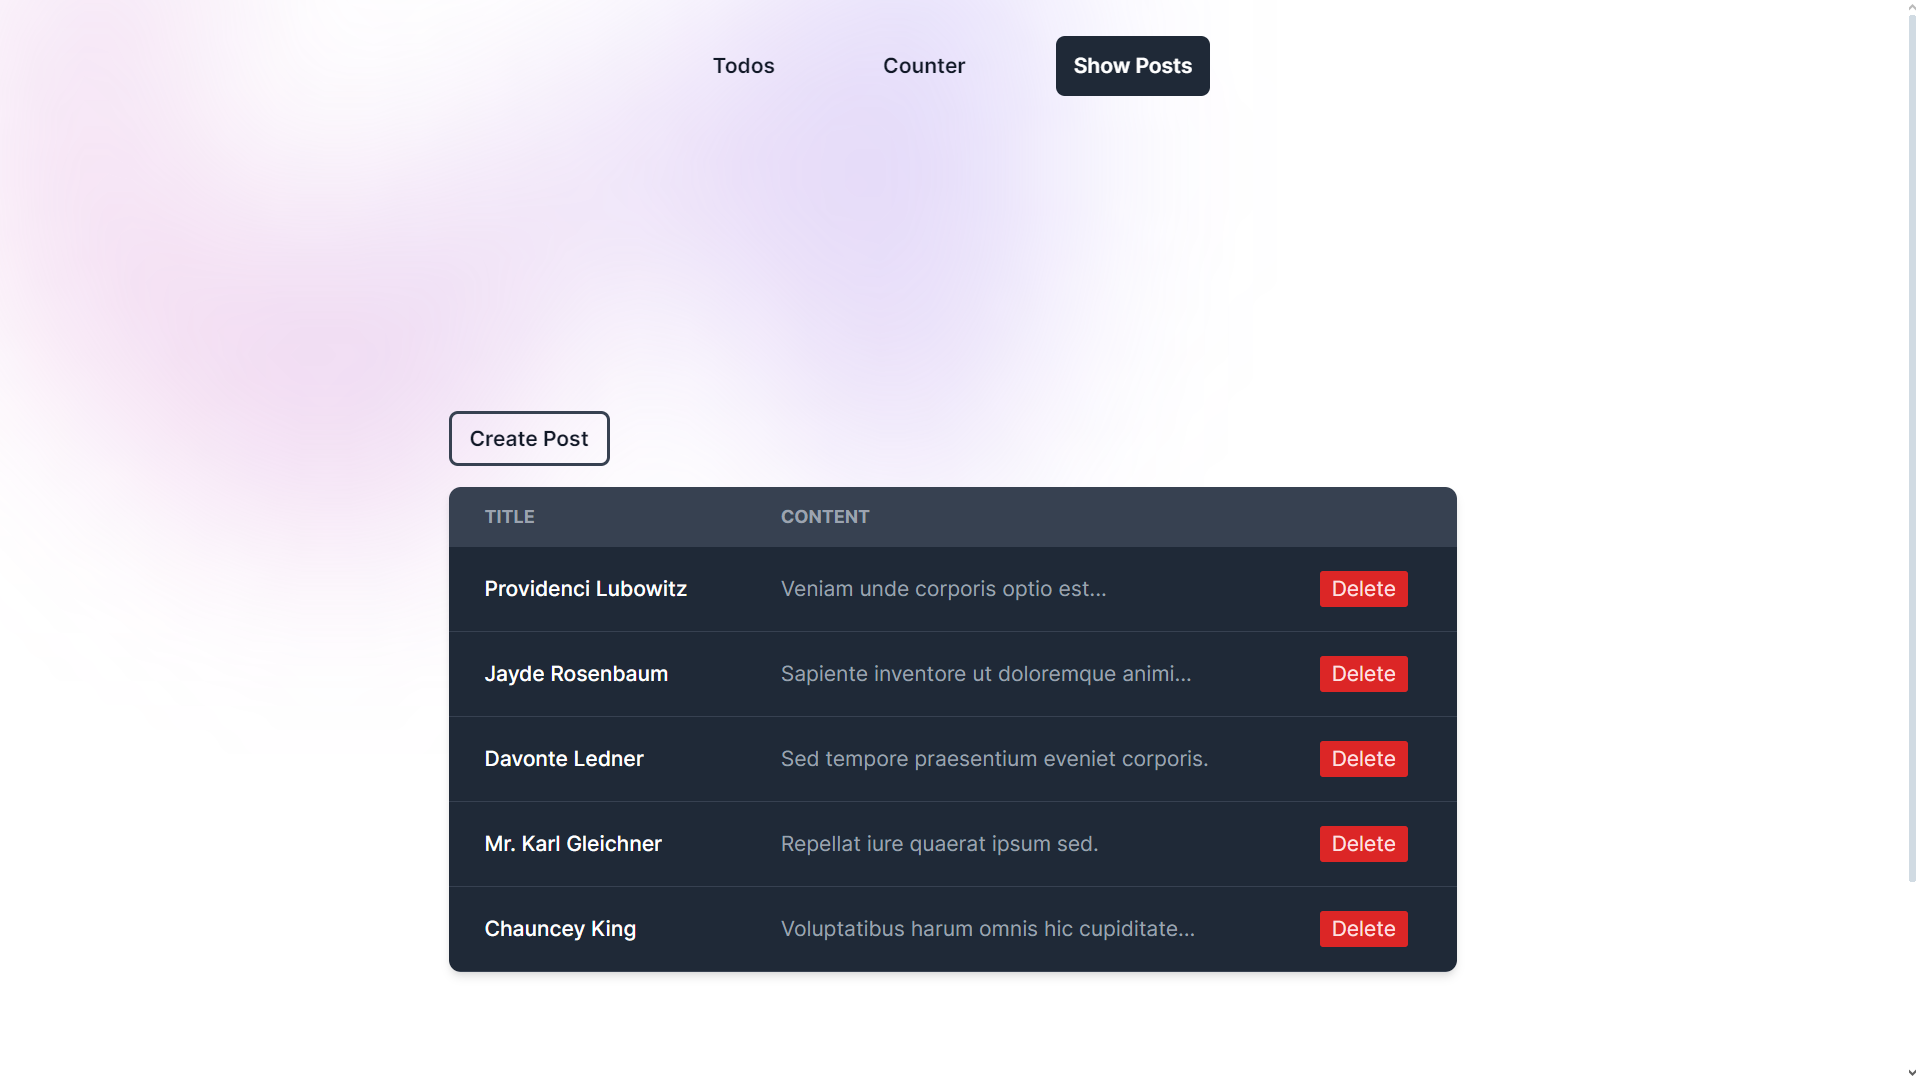 Todos Counter Show Posts
Create Post
TITLE CONTENT
Providenci Lubowitz Veniam unde corporis optio est... Delete
Jayde Rosenbaum Sapiente inventore ut doloremque animi... Delete
Davonte Ledner Sed tempore praesentium eveniet corporis. Delete
Mr. Karl Gleichner Repellat iure quaerat ipsum sed. Delete
Chauncey King Voluptatibus harum omnis hic cupiditate... Delete